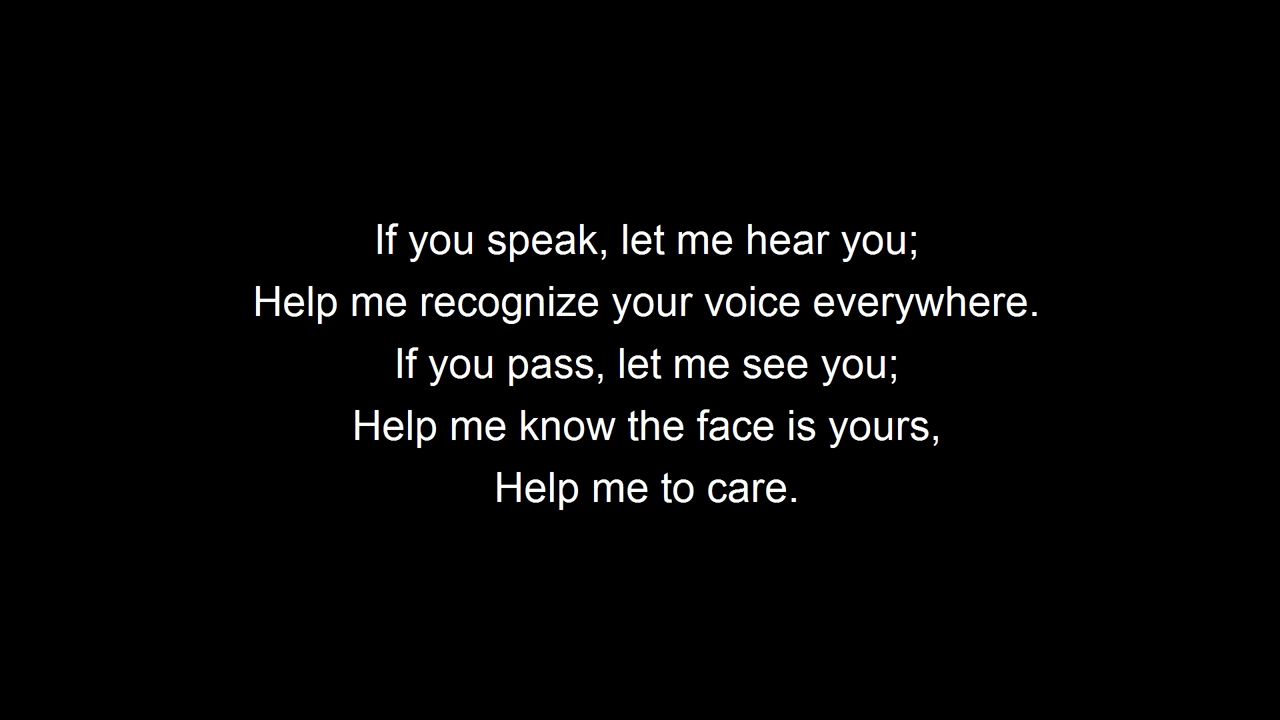 If you speak, let me hear you;
Help me recognize your voice everywhere.
If you pass, let me see you;
Help me know the face is yours,
Help me to care.